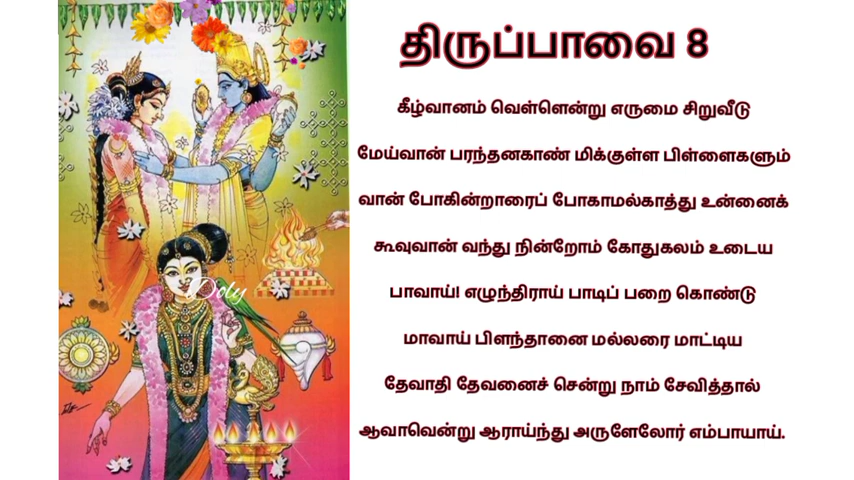 திருப்பாவை 8
கீழ்வானம் வெள்ளென்று எருமை சிறுவீடு
மேய்வான் பரந்தனகாண் மிக்குள்ள பிள்ளைகளும்
வான் போகின்றாரைப் போகாமல்காத்து உன்னைக்
கூவுவான் வந்து நின்றோம் கோதுகலம் உடைய
பாவாய்! எழுந்திராய் பாடிப் பறை கொண்டு
மாவாய் பிளந்தானை மல்லரை மாட்டிய
தேவாதி தேவனைச் சென்று நாம் சேவித்தால்
ஆவாவென்று ஆராய்ந்து அருளேலோர் எம்பாயாய்.
Doly